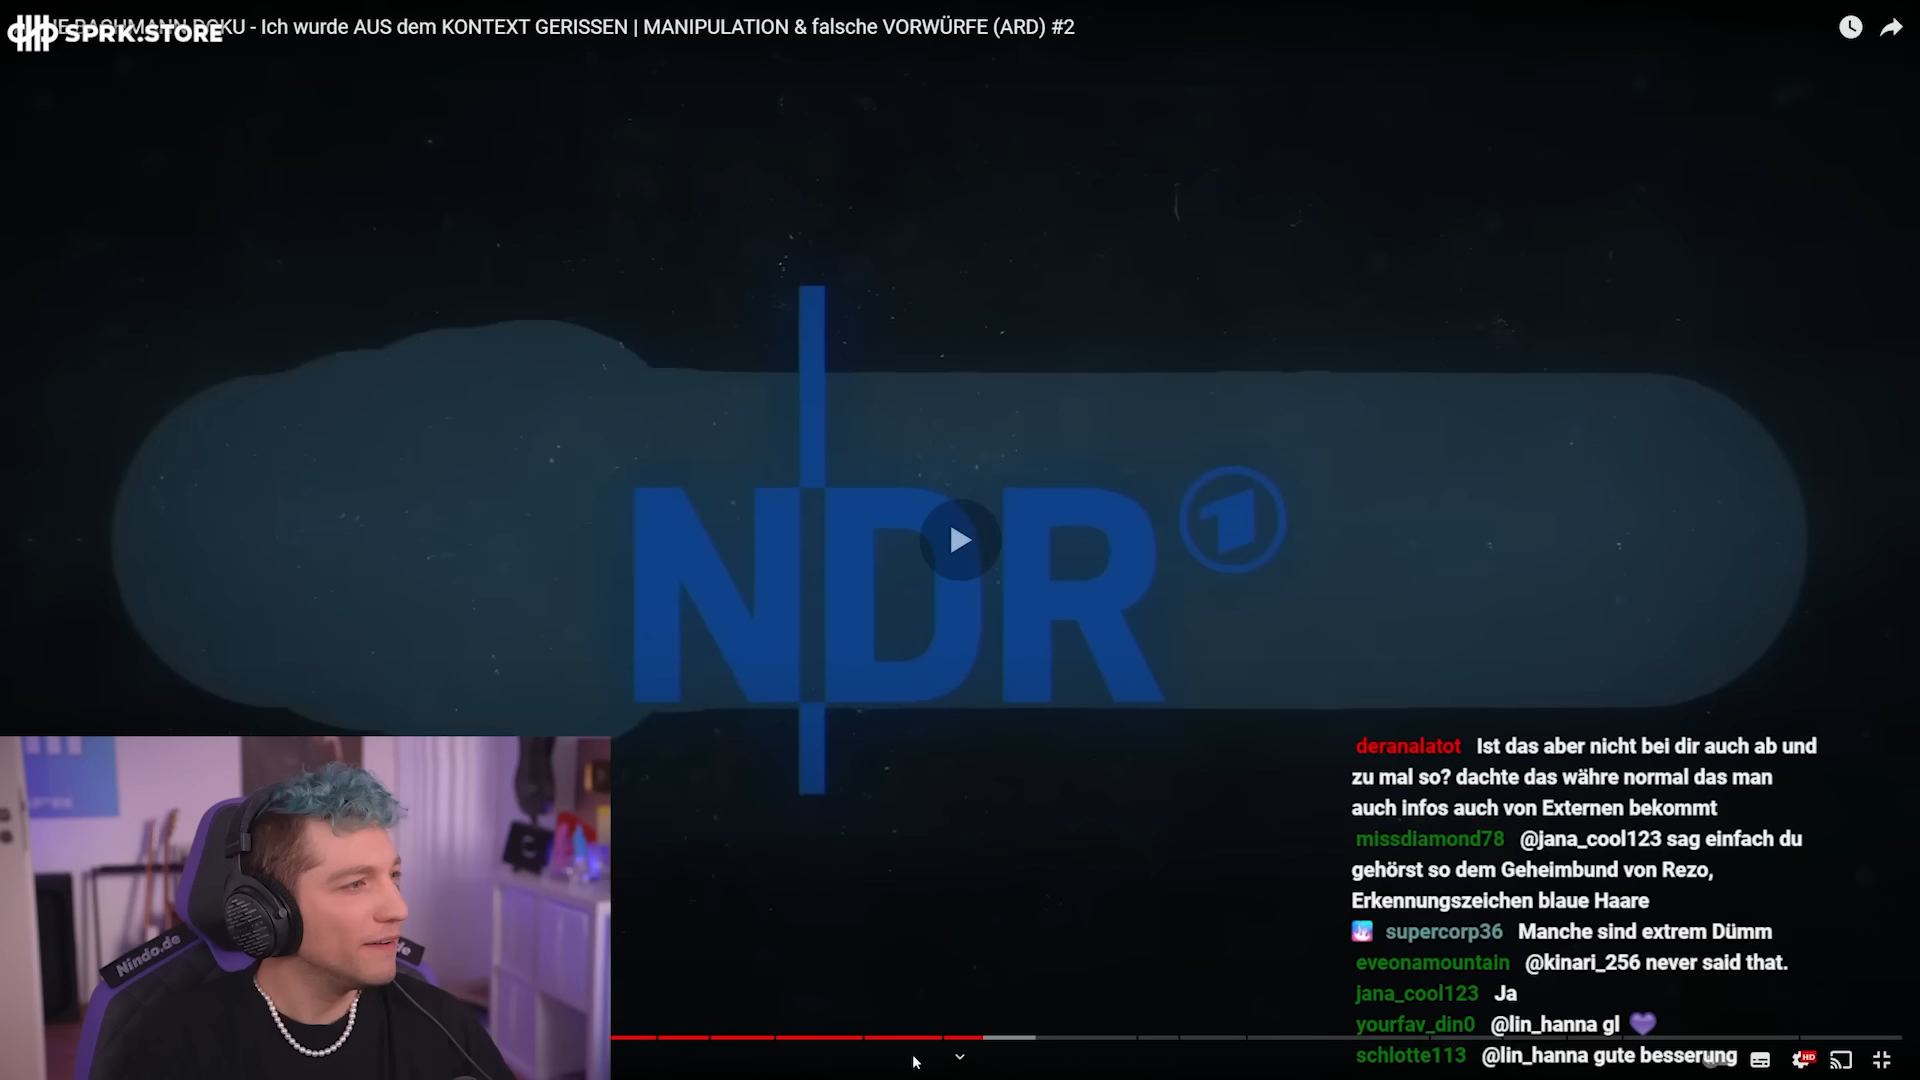 SPRK.STORE
DOKU - Ich wurde AUS dem KONTEXT GERISSEN | MANIPULATION & falsche VORWÜRFE (ARD) #2
NDR
Nindo.de
de
deranalatot Ist das aber nicht bei dir auch ab und
zu mal so? dachte das währe normal das man
auch infos auch von Externen bekommt
missdiamond78 @jana_cool123 sag einfach du
gehörst so dem Geheimbund von Rezo,
Erkennungszeichen blaue Haare
supercorp36 Manche sind extrem Dümm
eveonamountain @kinari_256 never said that.
jana_cool123 Ja
yourfav_din0 @lin_hanna gl 💜
schlotte113 @lin_hanna gute besserung
HD